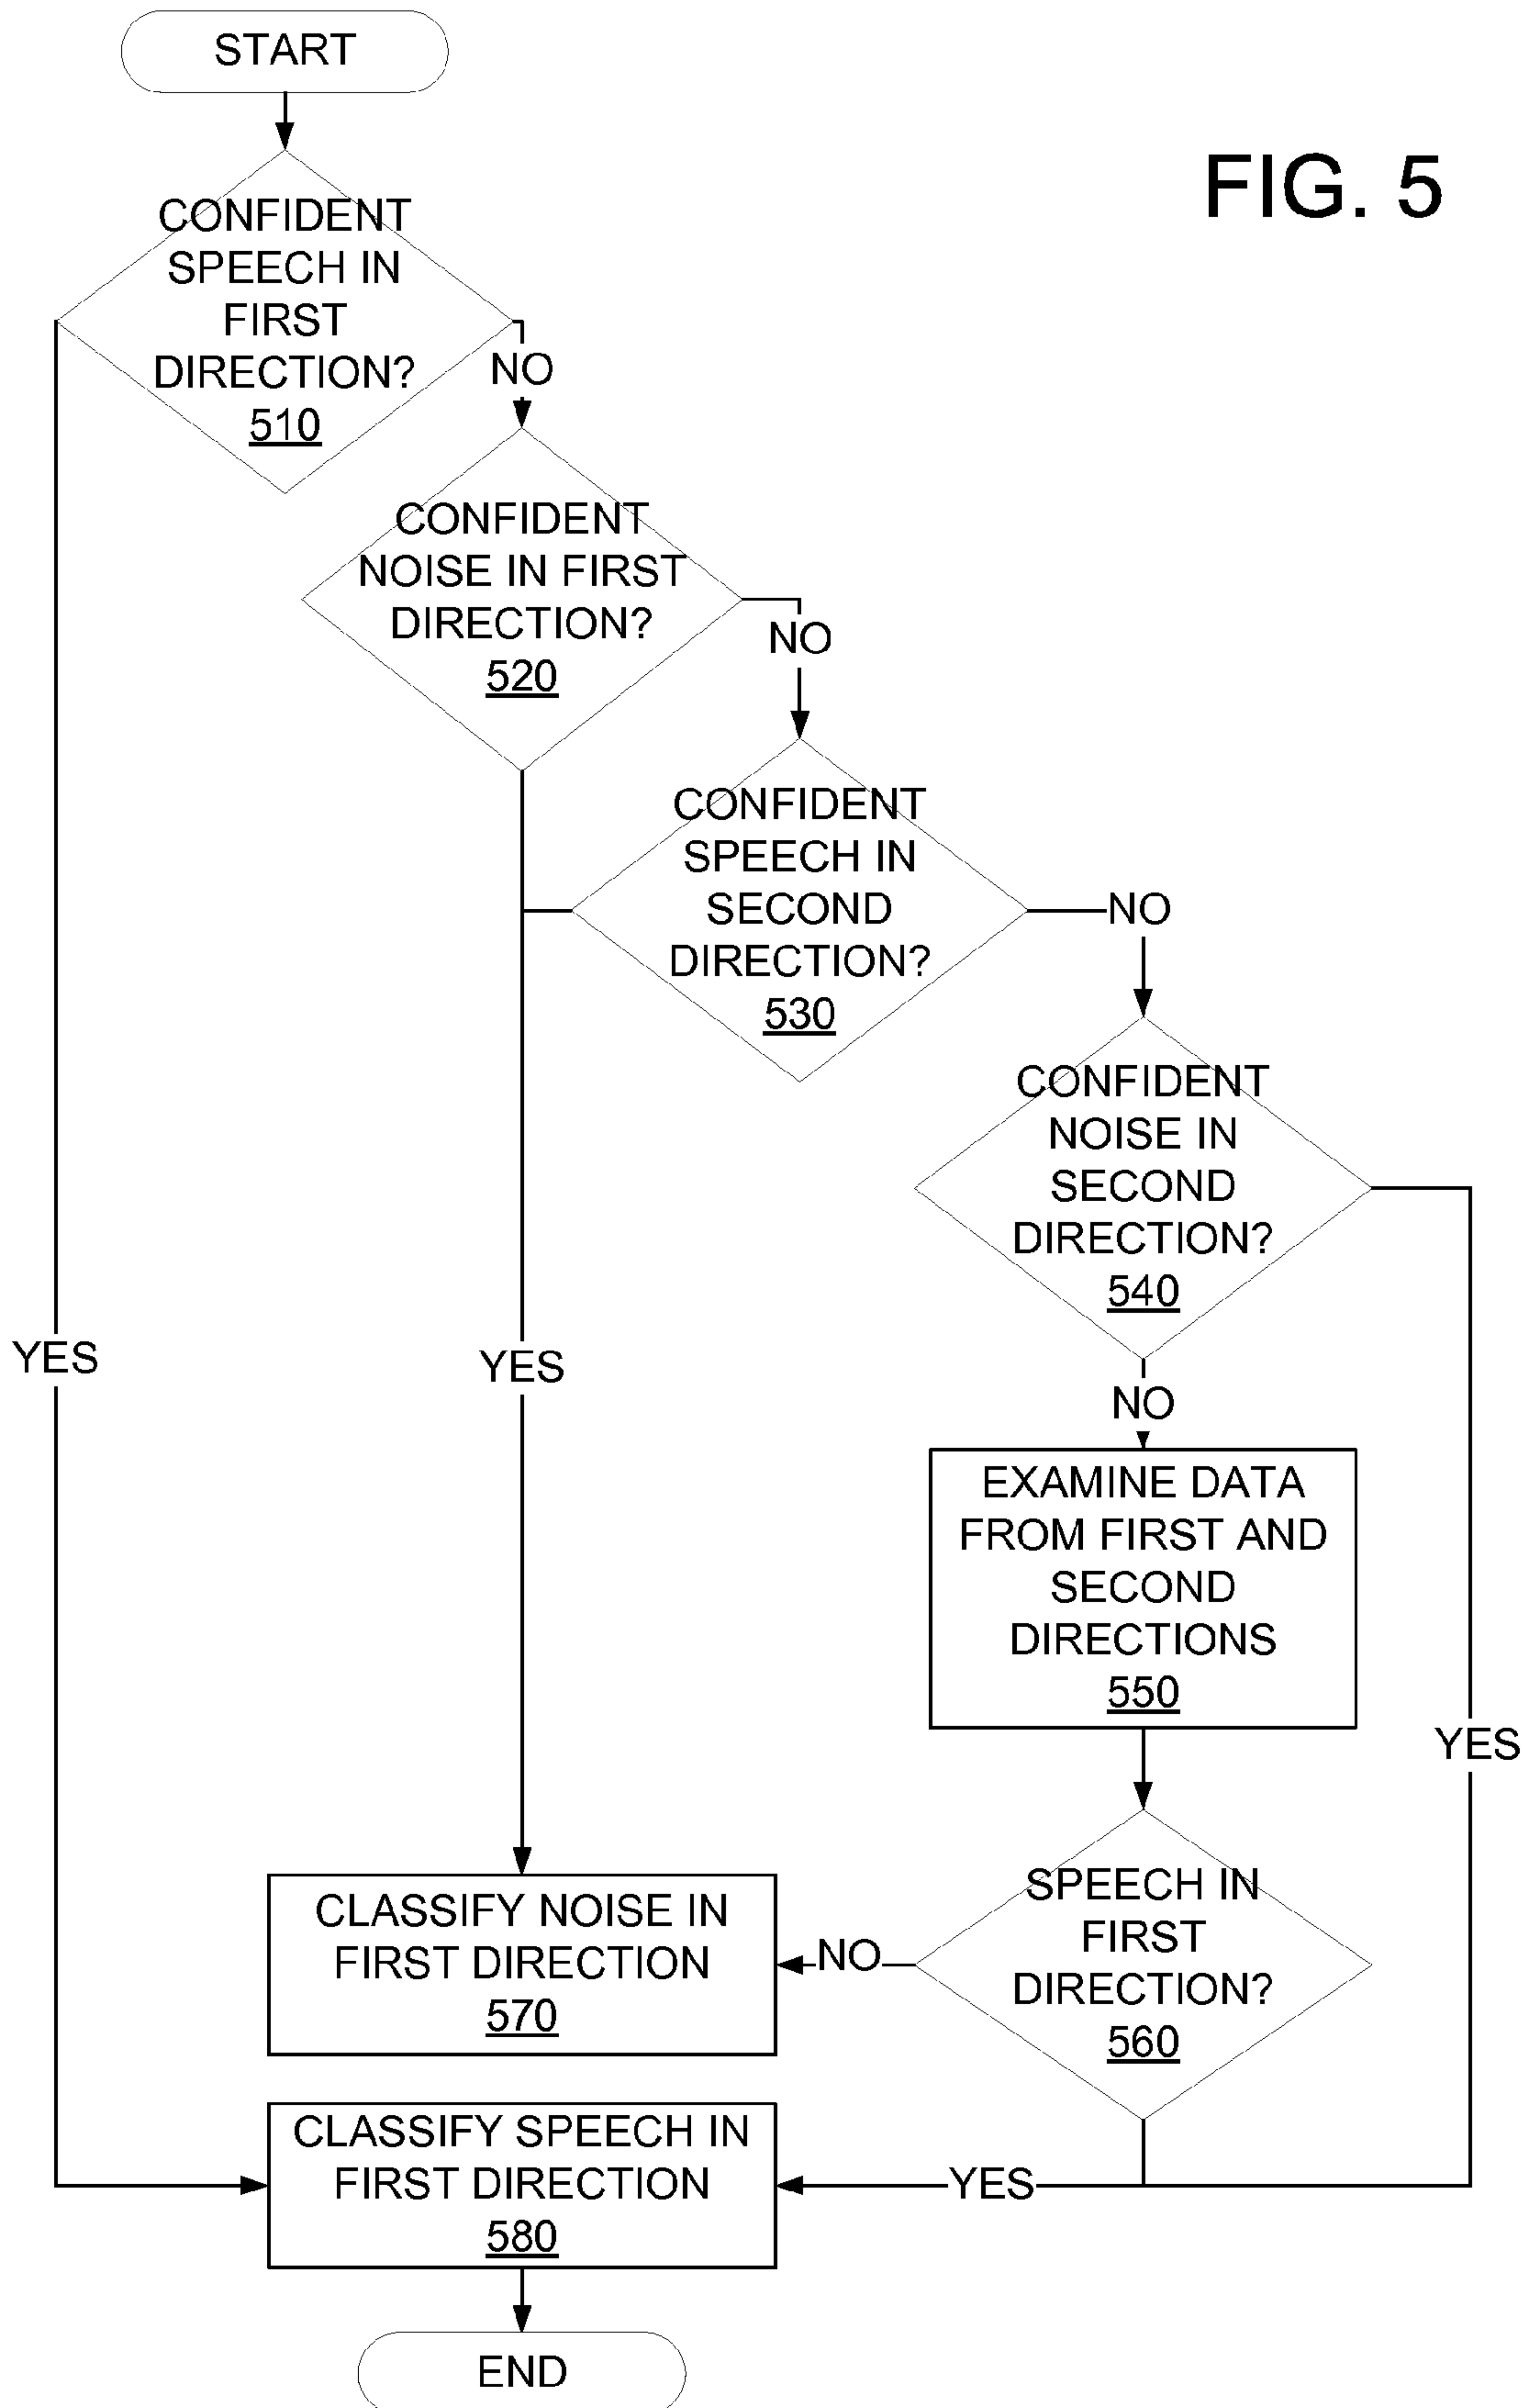 START
FIG. 5
CONFIDENT
SPEECH IN
FIRST
DIRECTION?
510
NO
CONFIDENT
NOISE IN FIRST
DIRECTION?
520
NO
CONFIDENT
SPEECH IN
SECOND
DIRECTION?
530
NO
CONFIDENT
NOISE IN
SECOND
DIRECTION?
540
YES
YES
NO
EXAMINE DATA
FROM FIRST AND
SECOND
DIRECTIONS
550
YES
SPEECH IN
FIRST
DIRECTION?
560
NO
CLASSIFY NOISE IN
FIRST DIRECTION
570
CLASSIFY SPEECH IN
FIRST DIRECTION
580
YES
END